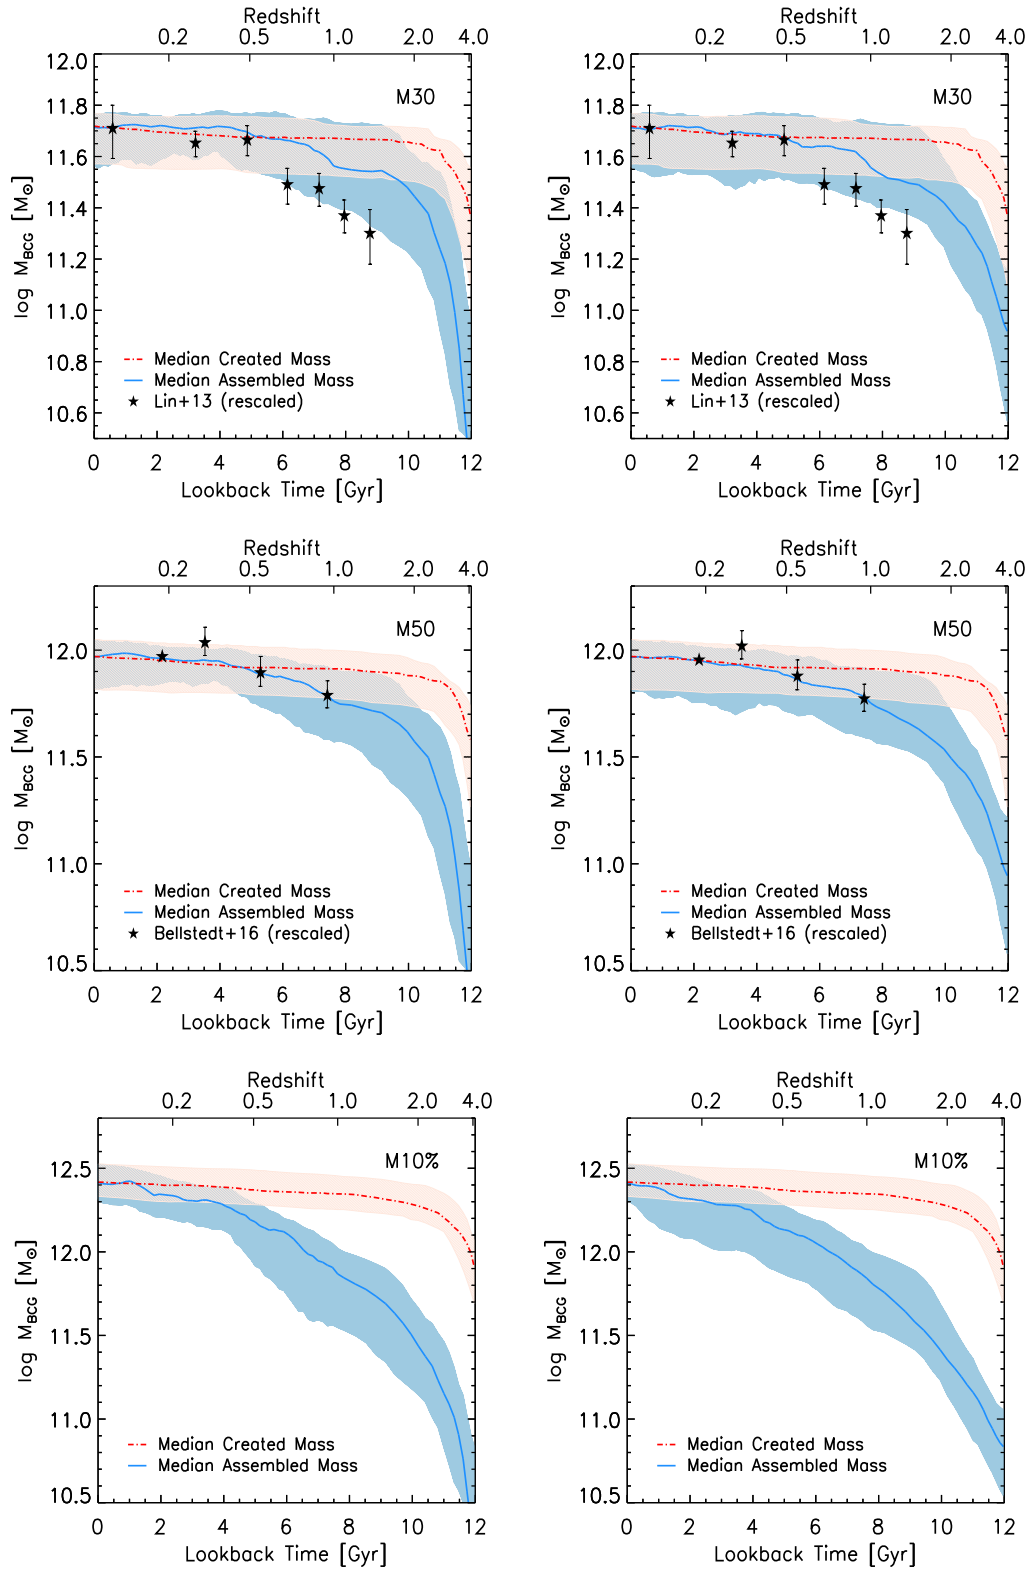 Redshift
0.2 0.5 1.0 2.0 4.0
M30
12.0
11.8
11.6
11.4
11.2
11.0
10.8
10.6
log M_BCG [M⊙]
Median Created Mass
Median Assembled Mass
Lin+13 (rescaled)
0 2 4 6 8 10 12
Lookback Time [Gyr]
Redshift
0.2 0.5 1.0 2.0 4.0
M30
12.0
11.8
11.6
11.4
11.2
11.0
10.8
10.6
log M_BCG [M⊙]
Median Created Mass
Median Assembled Mass
Lin+13 (rescaled)
0 2 4 6 8 10 12
Lookback Time [Gyr]
Redshift
0.2 0.5 1.0 2.0 4.0
M50
12.0
11.5
11.0
10.5
log M_BCG [M⊙]
Median Created Mass
Median Assembled Mass
Bellstedt+16 (rescaled)
0 2 4 6 8 10 12
Lookback Time [Gyr]
Redshift
0.2 0.5 1.0 2.0 4.0
M50
12.0
11.5
11.0
10.5
log M_BCG [M⊙]
Median Created Mass
Median Assembled Mass
Bellstedt+16 (rescaled)
0 2 4 6 8 10 12
Lookback Time [Gyr]
Redshift
0.2 0.5 1.0 2.0 4.0
M10%
12.5
12.0
11.5
11.0
10.5
log M_BCG [M⊙]
Median Created Mass
Median Assembled Mass
0 2 4 6 8 10 12
Lookback Time [Gyr]
Redshift
0.2 0.5 1.0 2.0 4.0
M10%
12.5
12.0
11.5
11.0
10.5
log M_BCG [M⊙]
Median Created Mass
Median Assembled Mass
0 2 4 6 8 10 12
Lookback Time [Gyr]